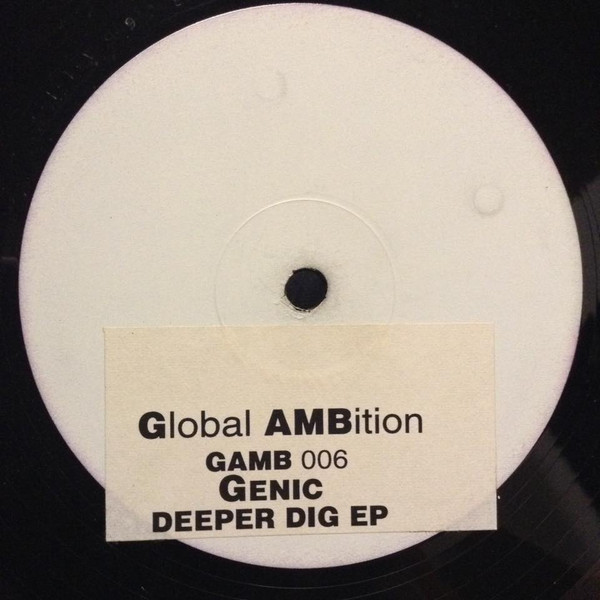 Global AMBition
GAMB 006
GENIC
DEEPER DIG EP